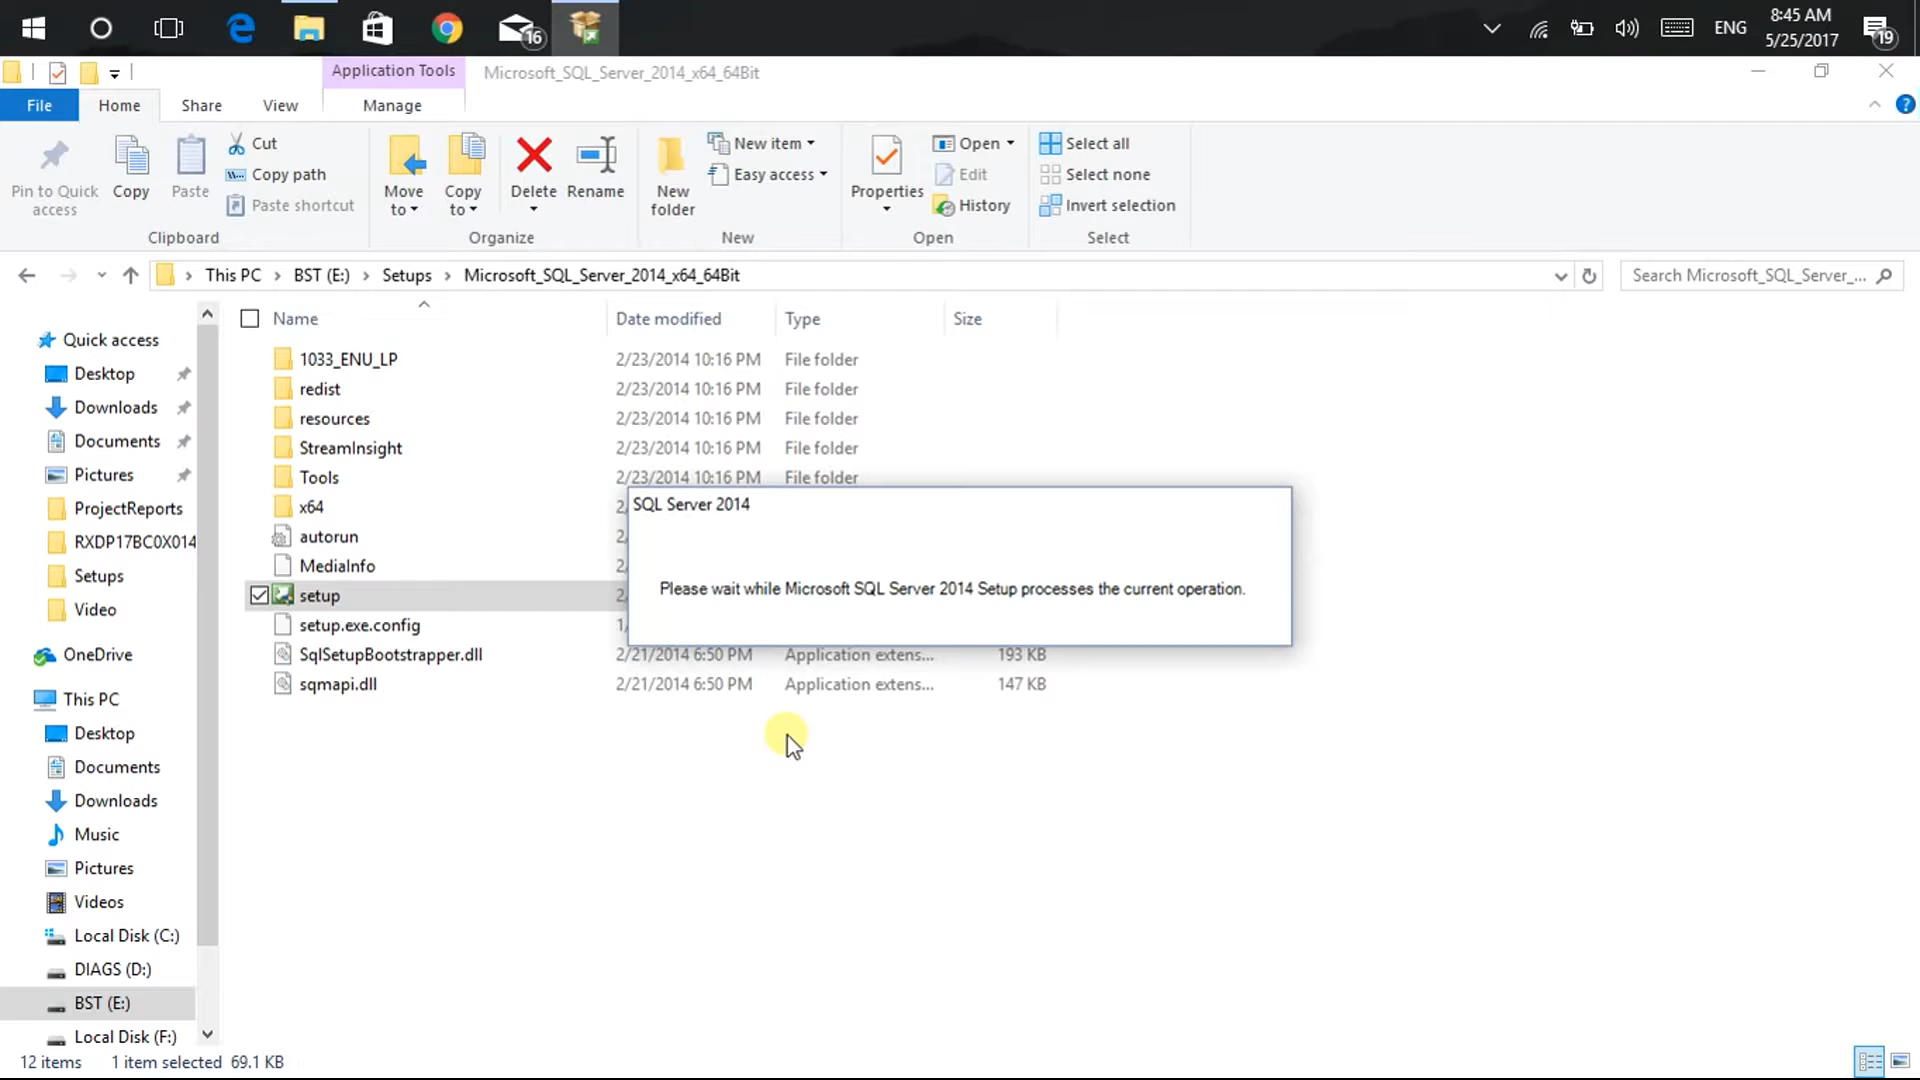 16
ENG
8:45 AM
5/25/2017
19
Application Tools
Microsoft_SQL_Server_2014_x64_64Bit
File
Home
Share
View
Manage
Pin to Quick access
Copy
Paste
Cut
Copy path
Paste shortcut
Clipboard
Move to
Copy to
Delete
Rename
Organize
New folder
New item
Easy access
New
Properties
Open
Edit
History
Open
Select all
Select none
Invert selection
Select
This PC > BST (E:) > Setups > Microsoft_SQL_Server_2014_x64_64Bit
Search Microsoft_SQL_Server_...
Quick access
Desktop
Downloads
Documents
Pictures
ProjectReports
RXDP17BC0X014
Setups
Video
OneDrive
This PC
Desktop
Documents
Downloads
Music
Pictures
Videos
Local Disk (C:)
DIAGS (D:)
BST (E:)
Local Disk (F:)
Name Date modified Type Size
1033_ENU_LP 2/23/2014 10:16 PM File folder
redist 2/23/2014 10:16 PM File folder
resources 2/23/2014 10:16 PM File folder
StreamInsight 2/23/2014 10:16 PM File folder
Tools 2/23/2014 10:16 PM File folder
x64 2/
autorun 2/
MediaInfo 2/
setup 2/
setup.exe.config 1/
SqlSetupBootstrapper.dll 2/21/2014 6:50 PM Application extens... 193 KB
sqmapi.dll 2/21/2014 6:50 PM Application extens... 147 KB
SQL Server 2014
Please wait while Microsoft SQL Server 2014 Setup processes the current operation.
12 items 1 item selected 69.1 KB